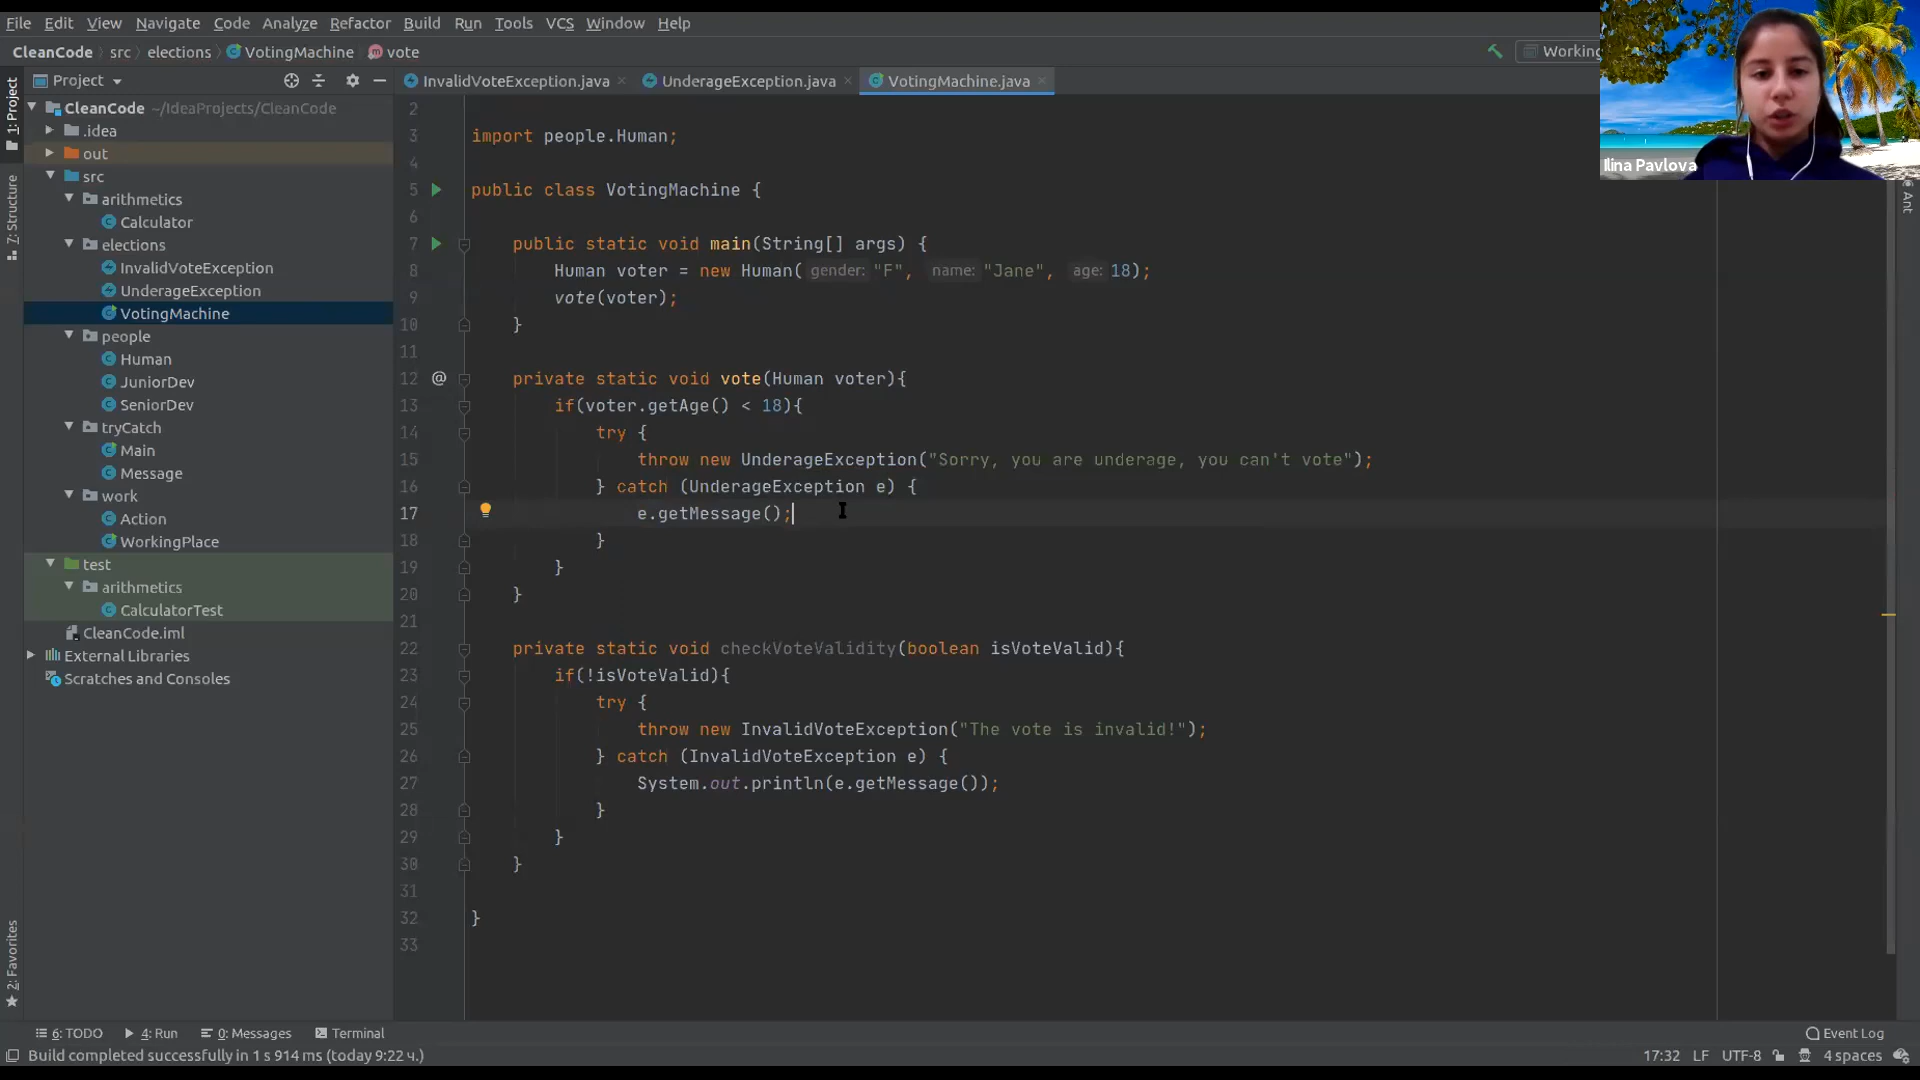 File Edit View Navigate Code Analyze Refactor Build Run Tools VCS Window Help
CleanCode src elections VotingMachine vote
Working
Ilina Pavlova
1: Project
7: Structure
2: Favorites
Ant
Project
CleanCode ~/IdeaProjects/CleanCode
.idea
out
src
arithmetics
Calculator
elections
InvalidVoteException
UnderageException
VotingMachine
people
Human
JuniorDev
SeniorDev
tryCatch
Main
Message
work
Action
WorkingPlace
test
arithmetics
CalculatorTest
CleanCode.iml
External Libraries
Scratches and Consoles
InvalidVoteException.java UnderageException.java VotingMachine.java
2
3 import people.Human;
4
5 public class VotingMachine {
6
7 public static void main(String[] args) {
8 Human voter = new Human( gender: "F", name: "Jane", age: 18);
9 vote(voter);
10 }
11
12 @ private static void vote(Human voter){
13 if(voter.getAge() < 18){
14 try {
15 throw new UnderageException("Sorry, you are underage, you can't vote");
16 } catch (UnderageException e) {
17 e.getMessage();
18 }
19 }
20 }
21
22 private static void checkVoteValidity(boolean isVoteValid){
23 if(!isVoteValid){
24 try {
25 throw new InvalidVoteException("The vote is invalid!");
26 } catch (InvalidVoteException e) {
27 System.out.println(e.getMessage());
28 }
29 }
30 }
31
32 }
33
6: TODO 4: Run 0: Messages Terminal Event Log
Build completed successfully in 1 s 914 ms (today 9:22 ч.) 17:32 LF UTF-8 4 spaces